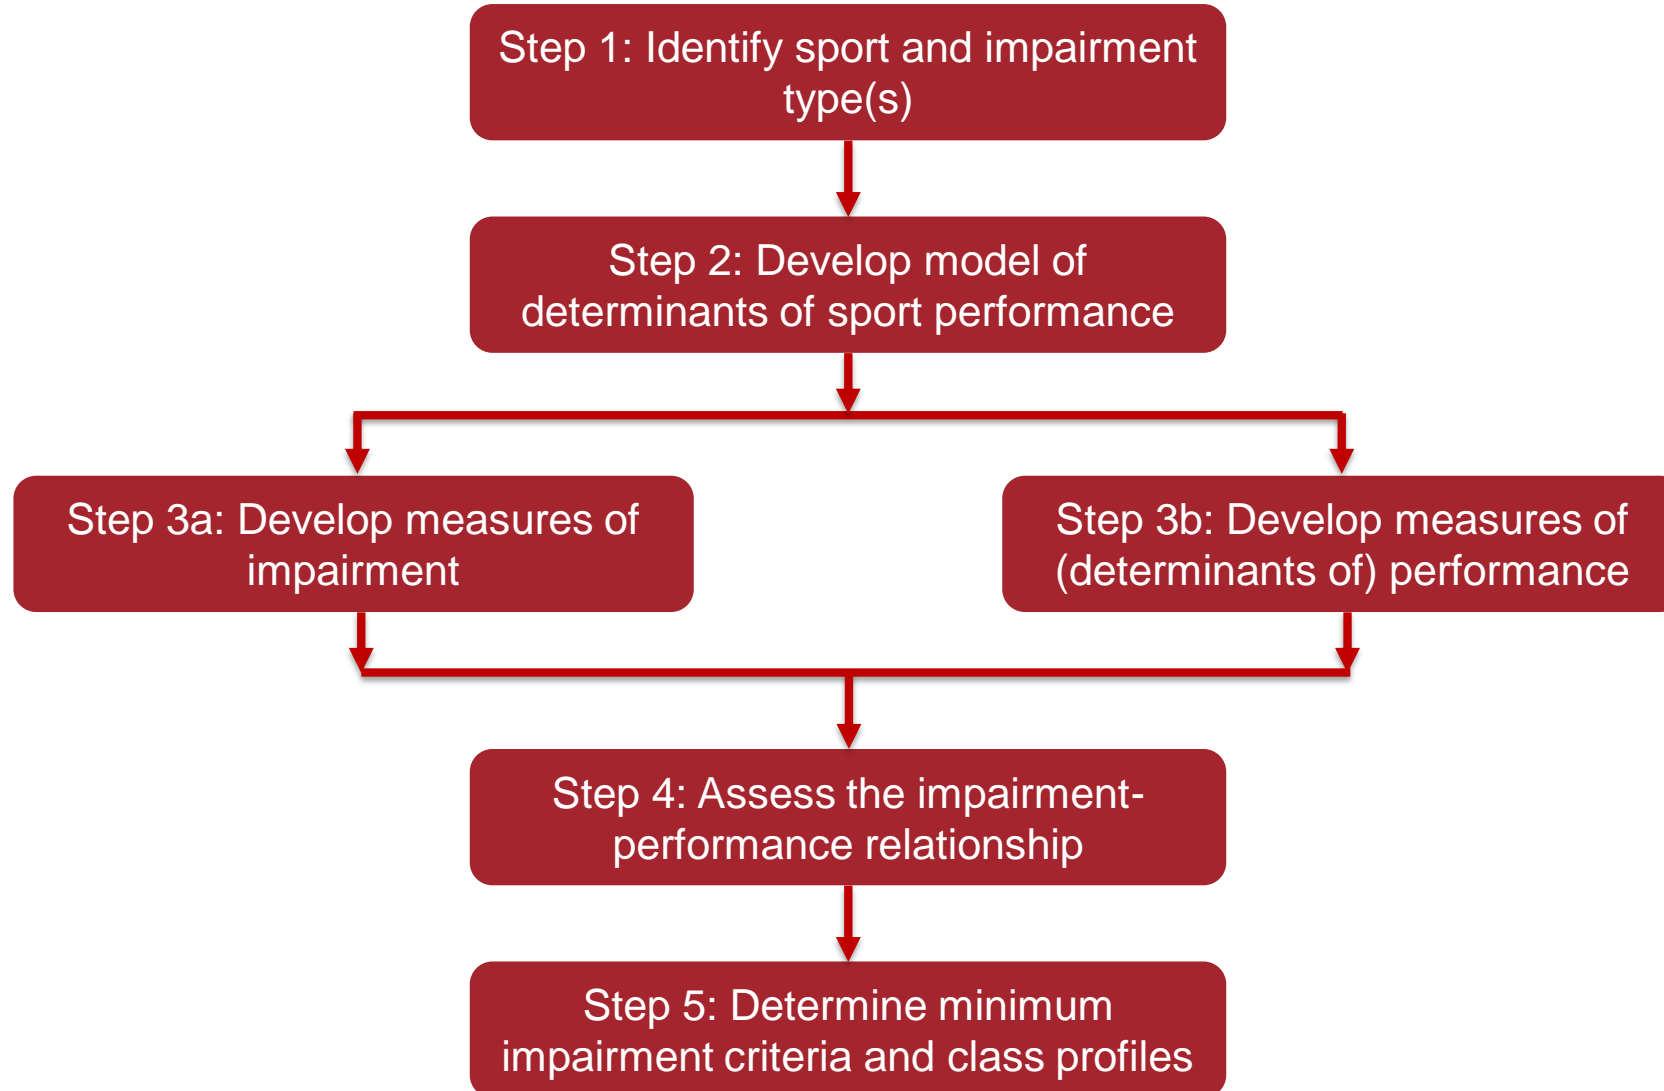 Step 1: Identify sport and impairment
type(s)
Step 2: Develop model of
determinants of sport performance
Step 3a: Develop measures of
impairment
Step 3b: Develop measures of
(determinants of) performance
Step 4: Assess the impairment-
performance relationship
Step 5: Determine minimum
impairment criteria and class profiles